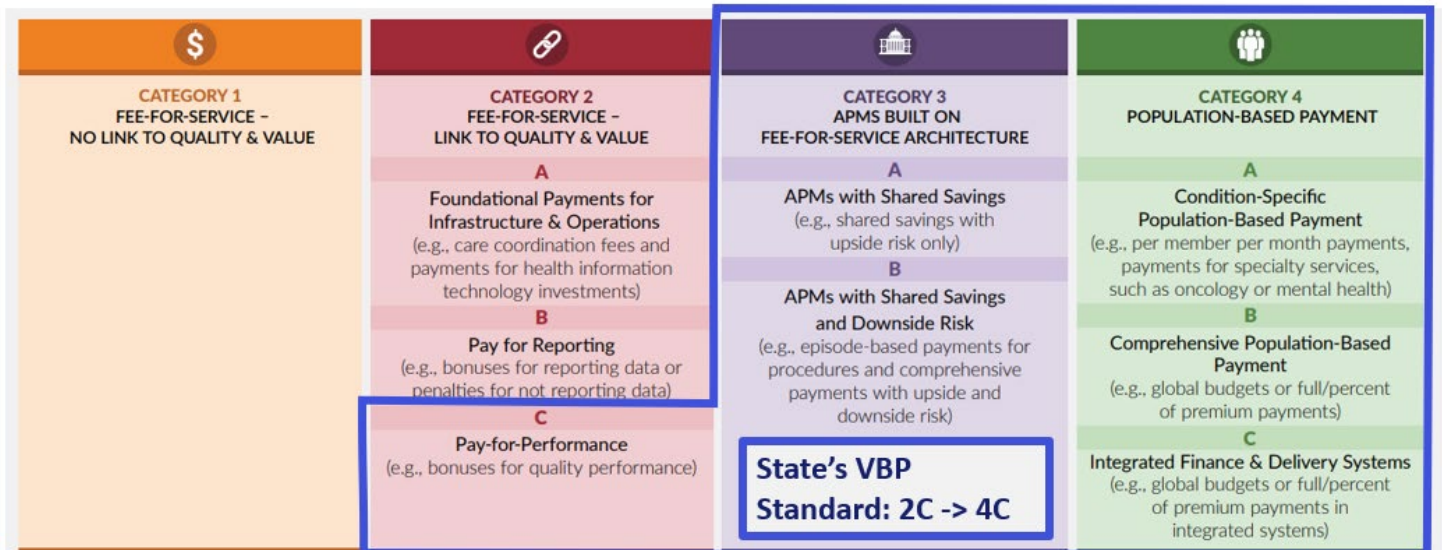 $
CATEGORY 1
FEE-FOR-SERVICE –
NO LINK TO QUALITY & VALUE
CATEGORY 2
FEE-FOR-SERVICE –
LINK TO QUALITY & VALUE
A
Foundational Payments for
Infrastructure & Operations
(e.g., care coordination fees and
payments for health information
technology investments)
B
Pay for Reporting
(e.g., bonuses for reporting data or
penalties for not reporting data)
C
Pay-for-Performance
(e.g., bonuses for quality performance)
CATEGORY 3
APMS BUILT ON
FEE-FOR-SERVICE ARCHITECTURE
A
APMs with Shared Savings
(e.g., shared savings with
upside risk only)
B
APMs with Shared Savings
and Downside Risk
(e.g., episode-based payments for
procedures and comprehensive
payments with upside and
downside risk)
State's VBP
Standard: 2C -> 4C
CATEGORY 4
POPULATION-BASED PAYMENT
A
Condition-Specific
Population-Based Payment
(e.g., per member per month payments,
payments for specialty services,
such as oncology or mental health)
B
Comprehensive Population-Based
Payment
(e.g., global budgets or full/percent
of premium payments)
C
Integrated Finance & Delivery Systems
(e.g., global budgets or full/percent
of premium payments in
integrated systems)